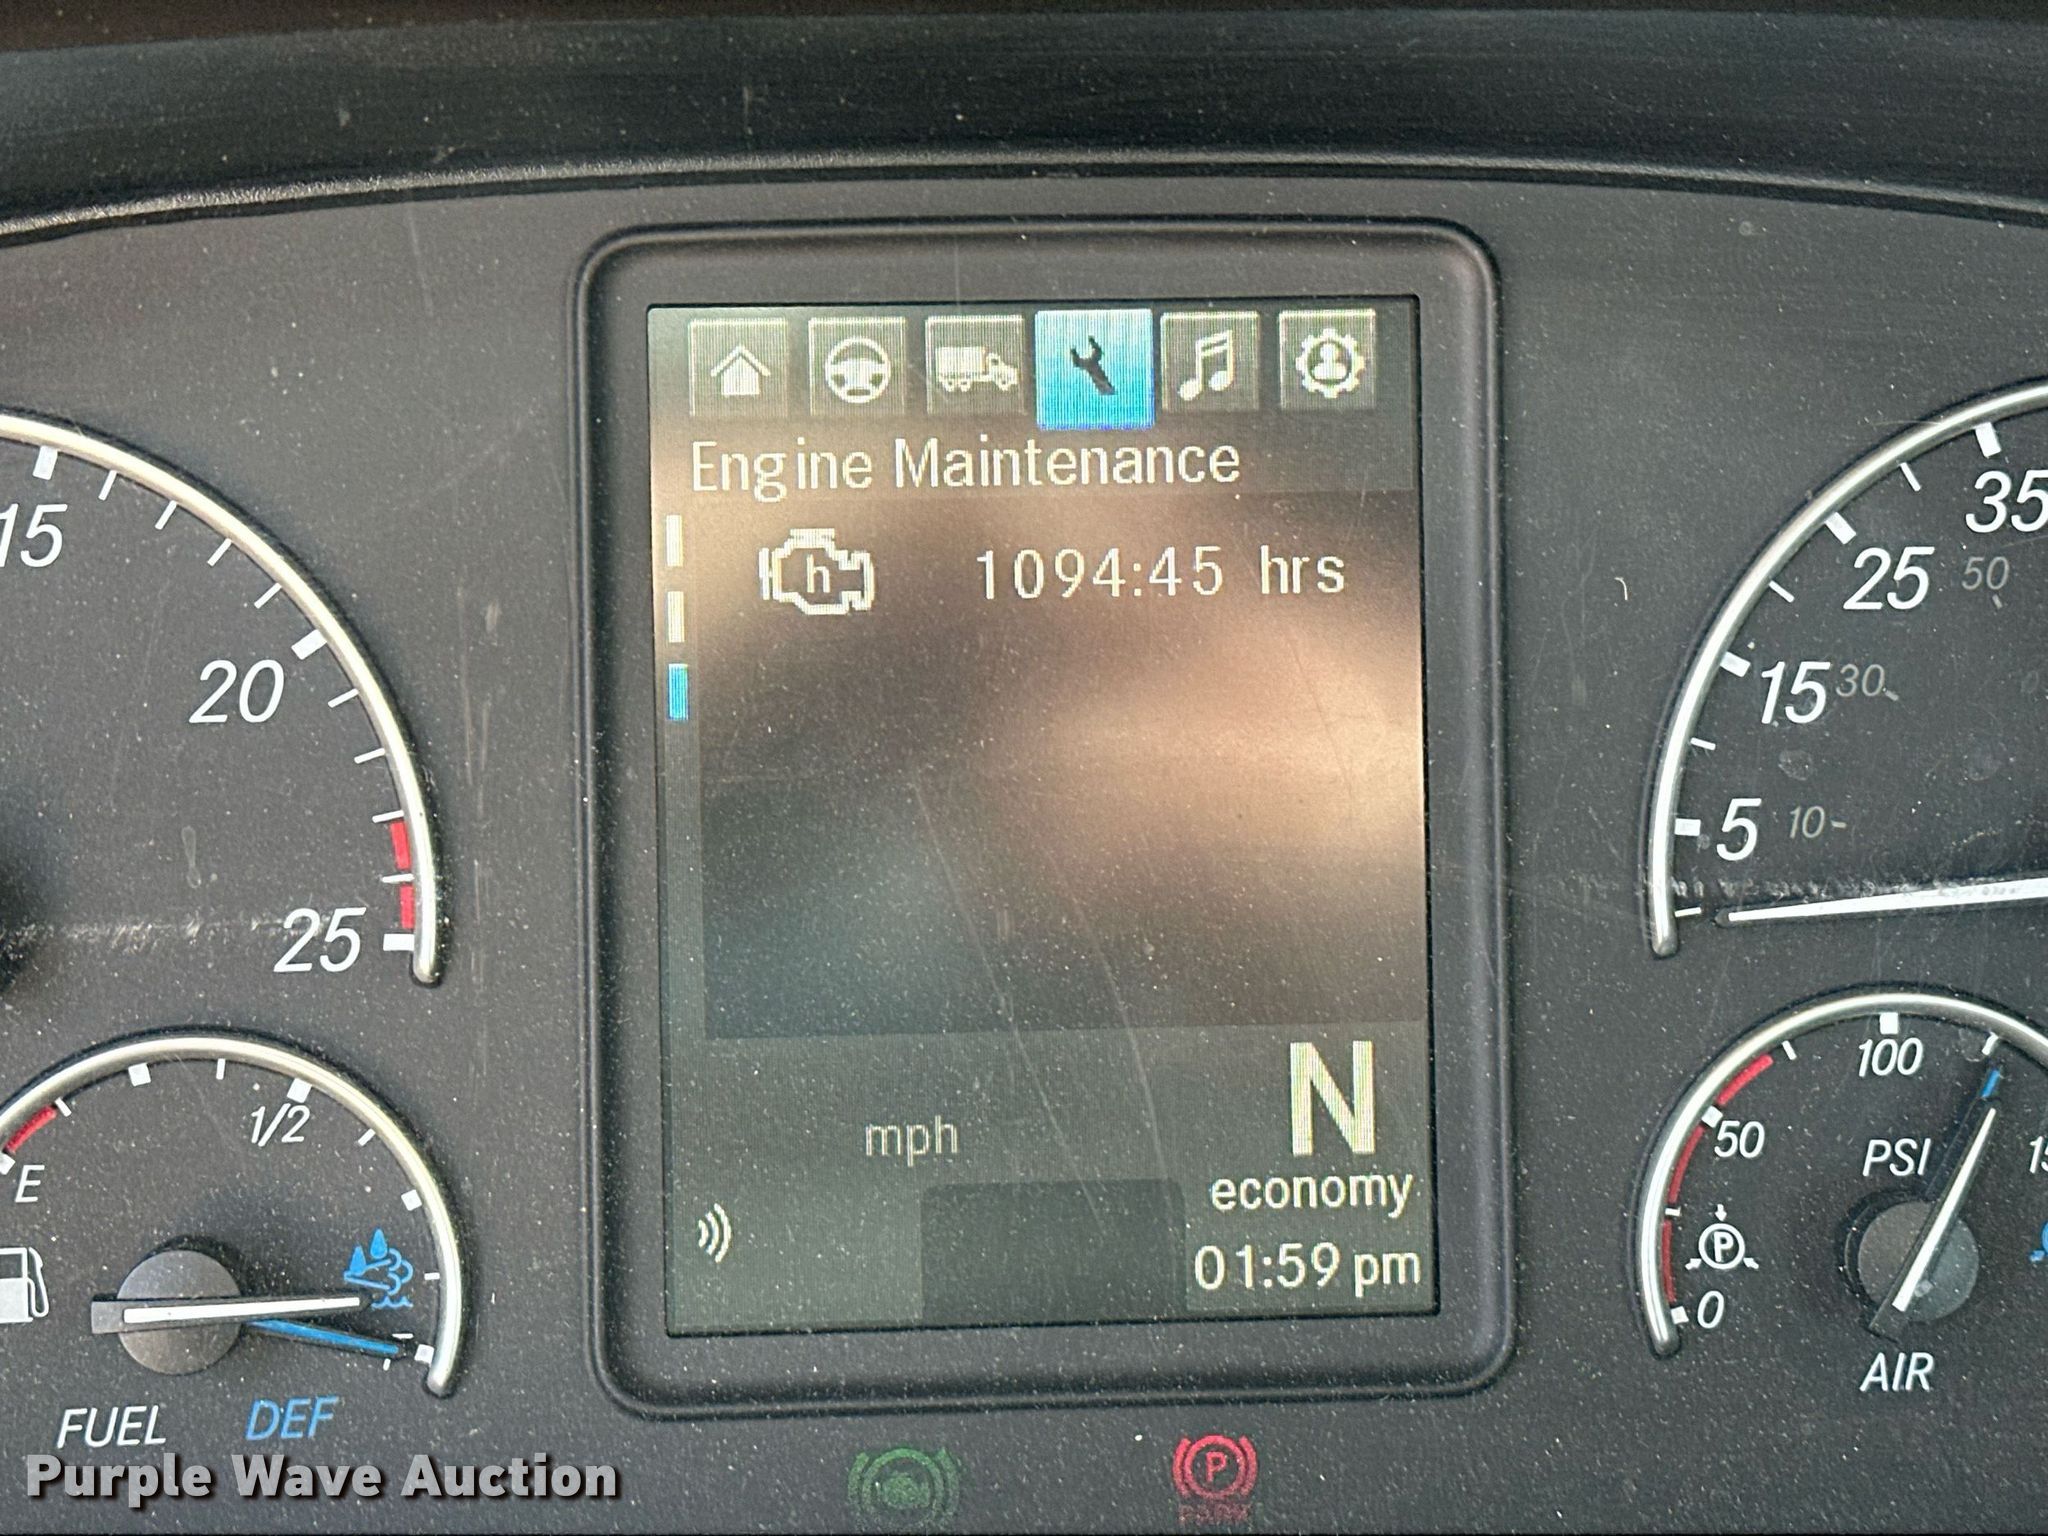 Engine Maintenance
h
1094:45 hrs
15
20
25
35
25 50
15 30
5 10
1/2
E
100
50
PSI
P
0
AIR
N
mph
economy
01:59 pm
FUEL
DEF
P
PARK
Purple Wave Auction